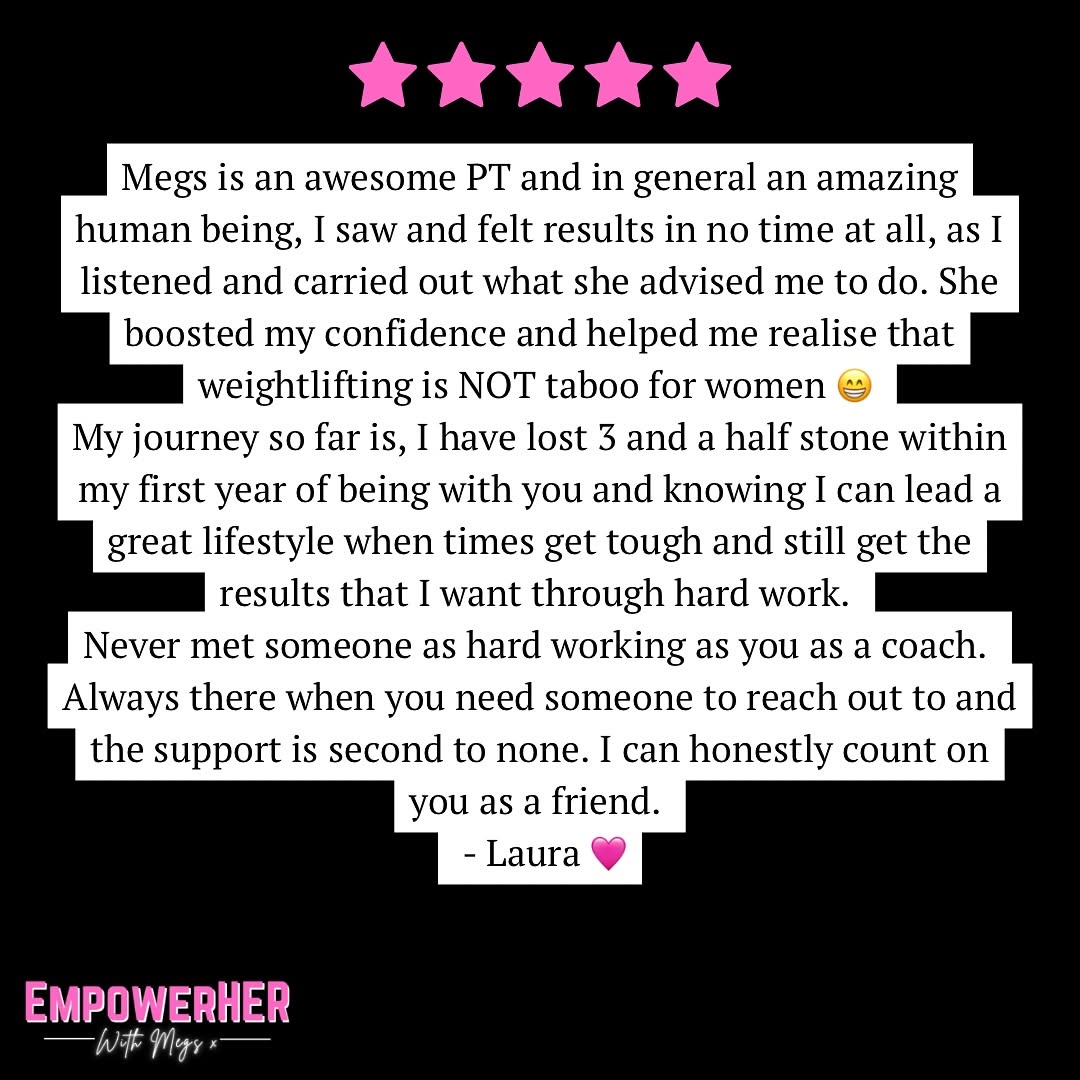 Megs is an awesome PT and in general an amazing
human being, I saw and felt results in no time at all, as I
listened and carried out what she advised me to do. She
boosted my confidence and helped me realise that
weightlifting is NOT taboo for women 😁
My journey so far is, I have lost 3 and a half stone within
my first year of being with you and knowing I can lead a
great lifestyle when times get tough and still get the
results that I want through hard work.
Never met someone as hard working as you as a coach.
Always there when you need someone to reach out to and
the support is second to none. I can honestly count on
you as a friend.
- Laura 🩷
EMPOWERHER
With Megs x